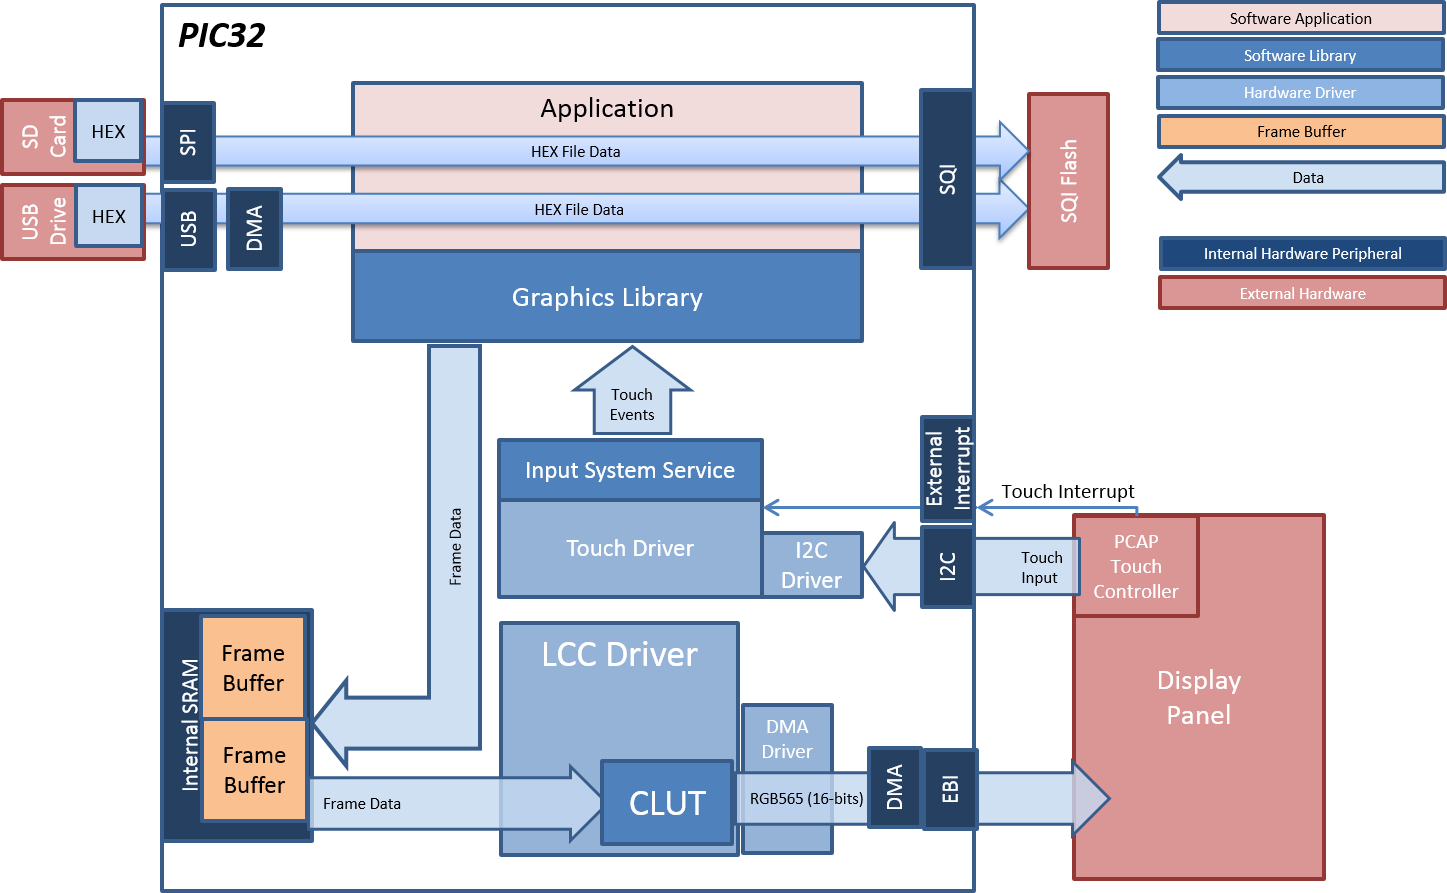 PIC32
Software Application
Software Library
Hardware Driver
Frame Buffer
Data
Internal Hardware Peripheral
External Hardware
SD
Card
HEX
SPI
Application
HEX File Data
SQI
SQI Flash
USB
Drive
HEX
USB
DMA
HEX File Data
Graphics Library
Touch
Events
Input System Service
External
Interrupt
Touch Interrupt
Touch Driver
I2C
Driver
I2C
Touch
Input
PCAP
Touch
Controller
Frame Data
Internal SRAM
Frame
Buffer
Frame
Buffer
LCC Driver
DMA
Driver
Display
Panel
Frame Data
CLUT
RGB565 (16-bits)
DMA
EBI